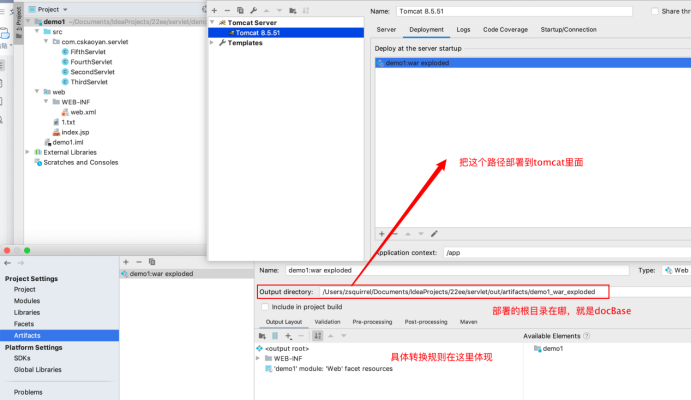 Project
demo1 ~/Documents/IdeaProjects/22ee/servlet/demo
src
com.cskaoyan.servlet
FifthServlet
FourthServlet
SecondServlet
ThirdServlet
web
WEB-INF
web.xml
1.txt
index.jsp
demo1.iml
External Libraries
Scratches and Consoles
Project
Tomcat Server
Tomcat 8.5.51
Templates
Name: Tomcat 8.5.51
Share thr
Server Deployment Logs Code Coverage Startup/Connection
Deploy at the server startup
demo1:war exploded
把这个路径部署到tomcat里面
Application context: /app
Project Settings
Project
Modules
Libraries
Facets
Artifacts
Platform Settings
SDKs
Global Libraries
Problems
demo1:war exploded
Name: demo1:war exploded
Type: Web
Output directory: /Users/zsquirrel/Documents/IdeaProjects/22ee/servlet/out/artifacts/demo1_war_exploded
Include in project build
部署的根目录在哪，就是docBase
Output Layout Validation Pre-processing Post-processing Maven
Available Elements
<output root>
WEB-INF
'demo1' module: 'Web' facet resources
具体转换规则在这里体现
demo1